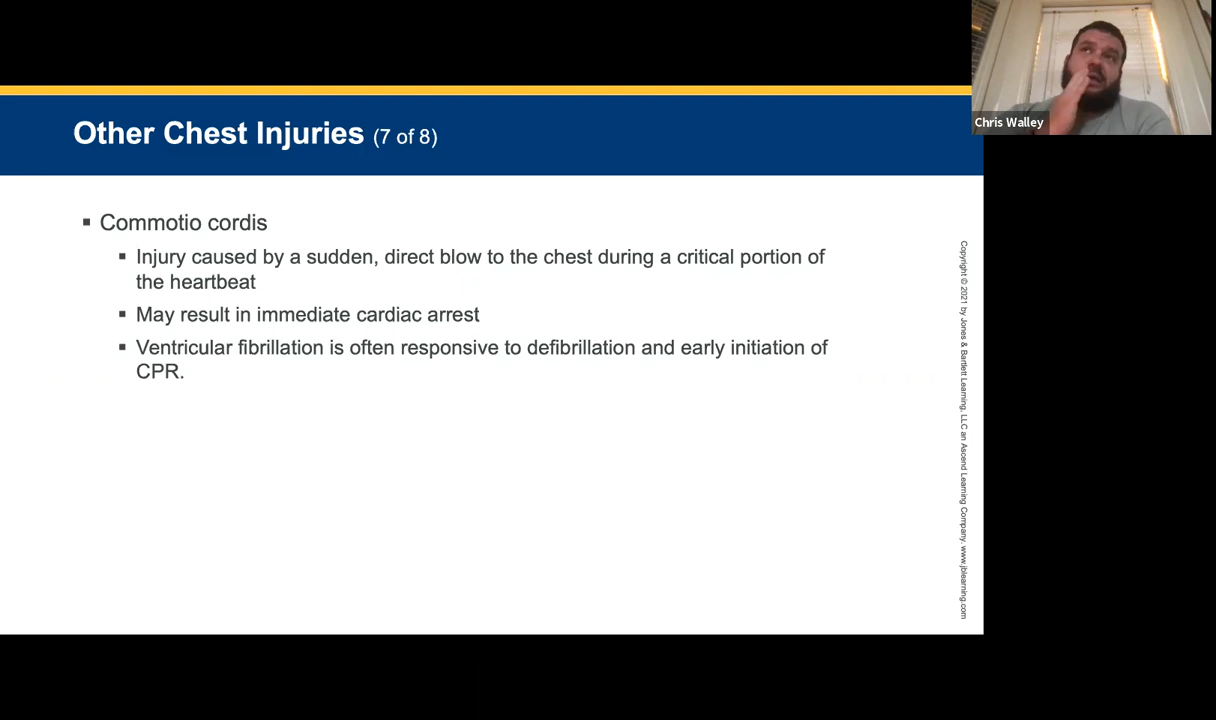 Other Chest Injuries (7 of 8)
Chris Walley
▪ Commotio cordis
▪ Injury caused by a sudden, direct blow to the chest during a critical portion of
the heartbeat
▪ May result in immediate cardiac arrest
▪ Ventricular fibrillation is often responsive to defibrillation and early initiation of
CPR.
Copyright © 2021 by Jones & Bartlett Learning, LLC an Ascend Learning Company. www.jblearning.com